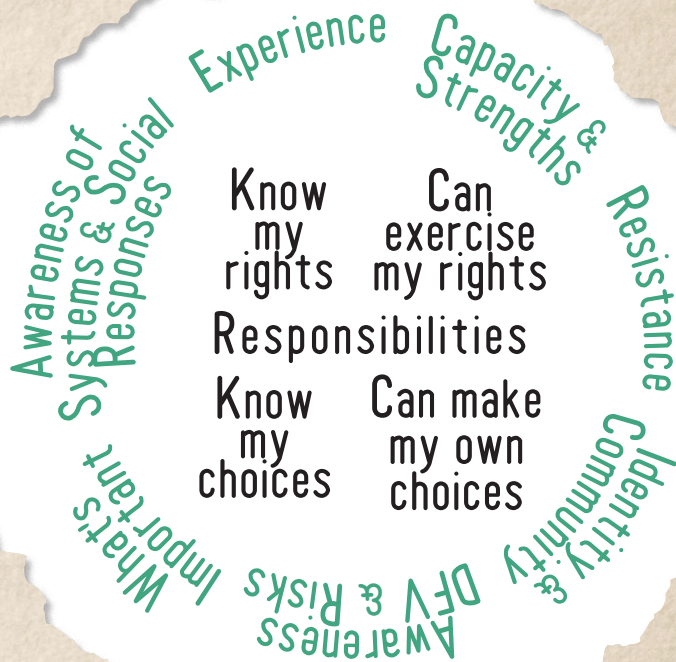 Experience
Capacity &
Strengths
Resistance
Identity &
Community
Awareness
DFV & Risks
What's
Important
Awareness of
Systems & Social
Responses
Know
my
rights
Can
exercise
my rights
Responsibilities
Know
my
choices
Can make
my own
choices